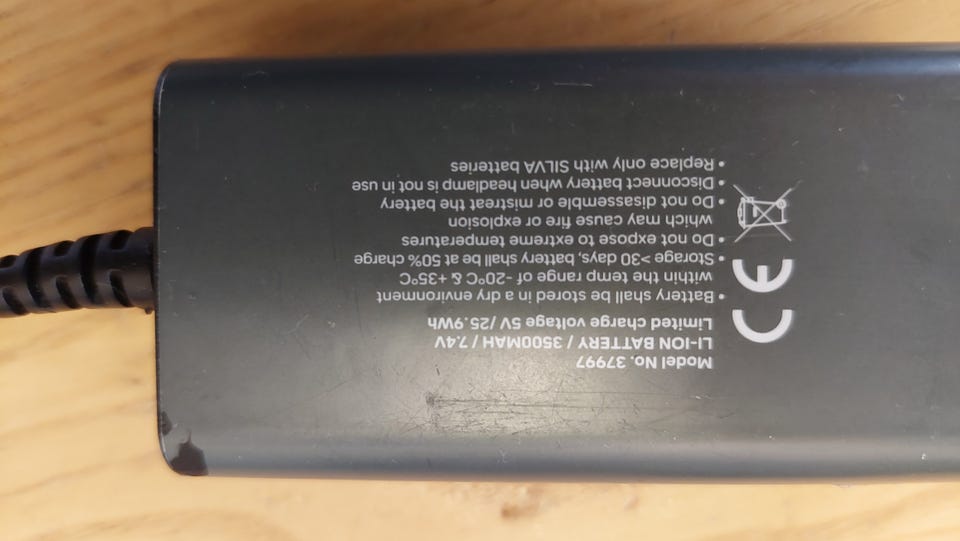 Model No. 37997
LI-ION BATTERY / 3500MAH / 7.4V
Limited charge voltage 5V / 25.9Wh
• Battery shall be stored in a dry environment
within the temp range of -20°C & +35°C
• Storage >30 days, battery shall be at 50% charge
• Do not expose to extreme temperatures
which may cause fire or explosion
• Do not disassemble or mistreat the battery
• Disconnect battery when headlamp is not in use
• Replace only with SILVA batteries
CE